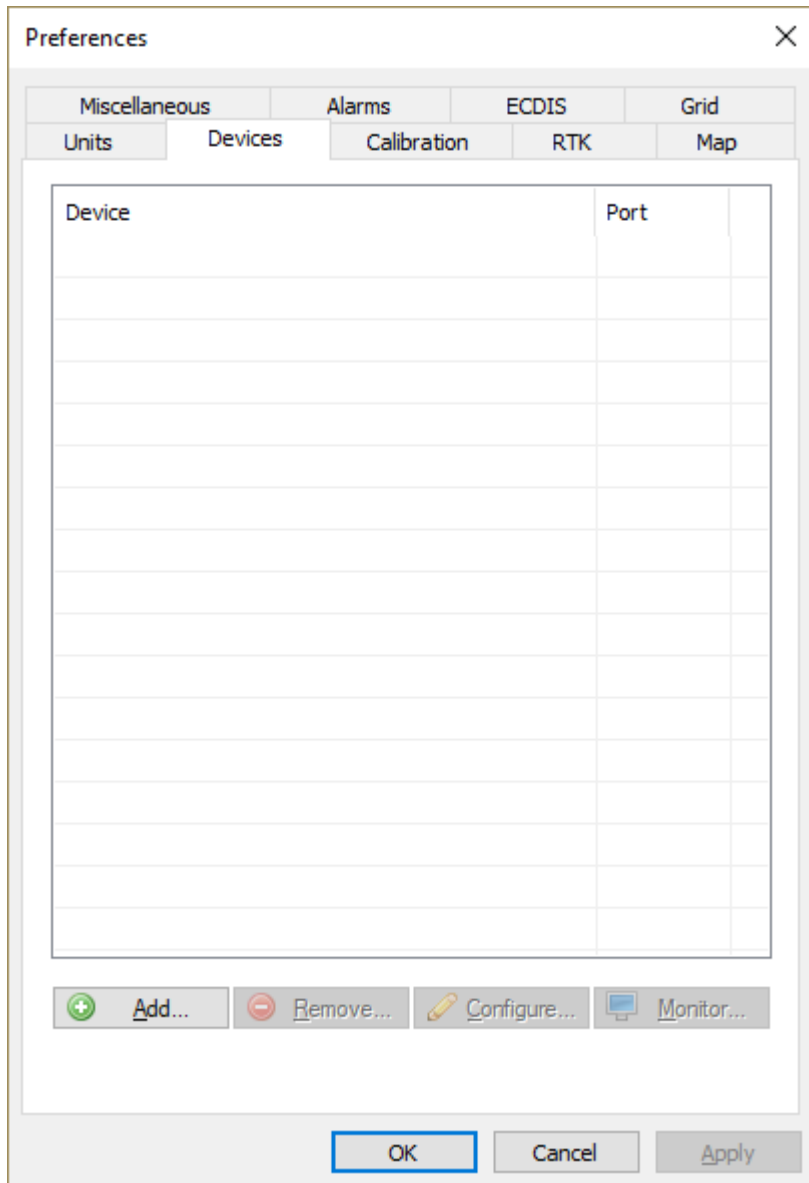 Preferences
Miscellaneous Alarms ECDIS Grid
Units Devices Calibration RTK Map
Device Port
Add... Remove... Configure... Monitor...
OK Cancel Apply